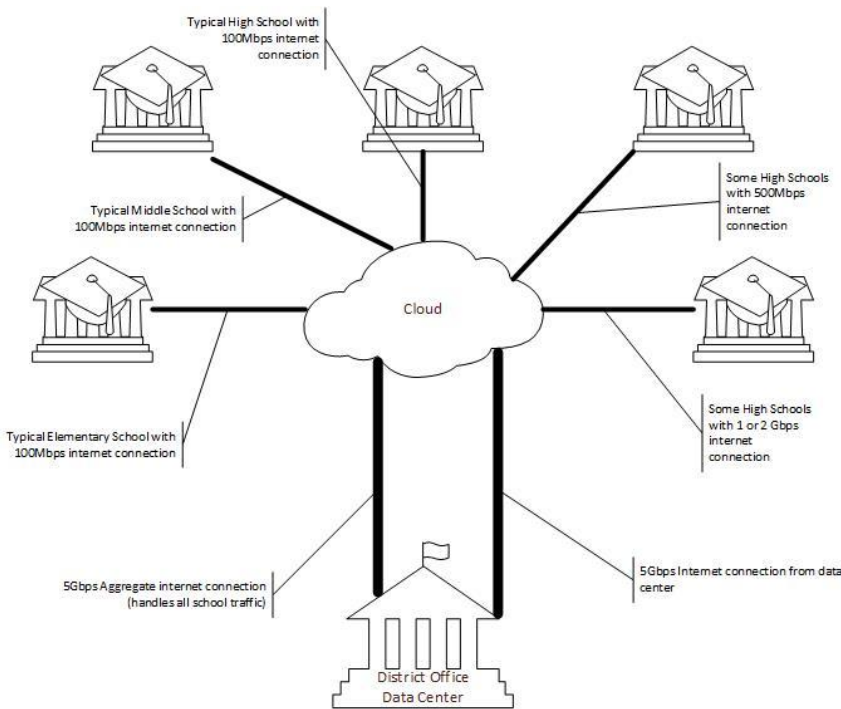 Typical High School with
100Mbps internet
connection
Typical Middle School with
100Mbps internet connection
Some High Schools
with 500Mbps
internet
connection
Cloud
Typical Elementary School with
100Mbps internet connection
Some High Schools
with 1 or 2 Gbps
internet
connection
5Gbps Aggregate internet connection
(handles all school traffic)
5Gbps Internet connection from data
center
District Office
Data Center